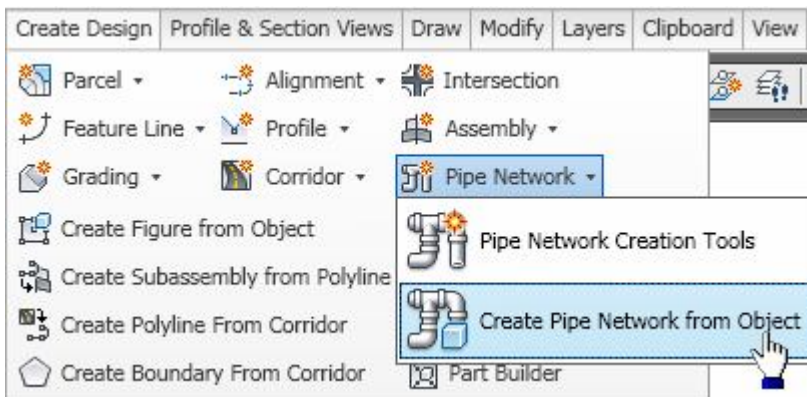 Create Design Profile & Section Views Draw Modify Layers Clipboard View
Parcel Alignment Intersection
Feature Line Profile Assembly
Grading Corridor Pipe Network
Create Figure from Object
Pipe Network Creation Tools
Create Subassembly from Polyline
Create Polyline From Corridor
Create Pipe Network from Object
Create Boundary From Corridor Part Builder